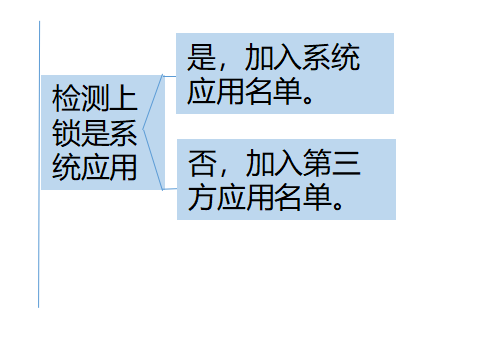 检测上
锁是系
统应用
是，加入系统
应用名单。
否，加入第三
方应用名单。